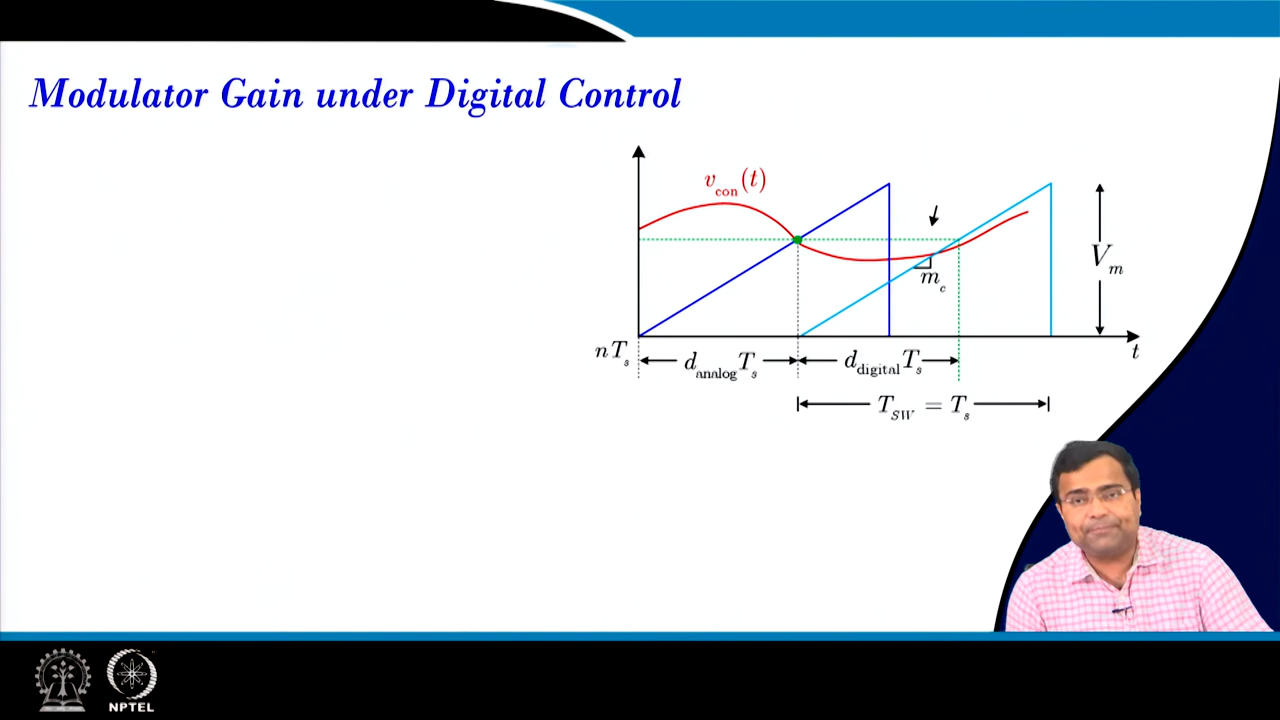 Modulator Gain under Digital Control
v_con(t)
V_m
m_c
nT_s
d_analog T_s
d_digital T_s
t
T_SW = T_s
NPTEL